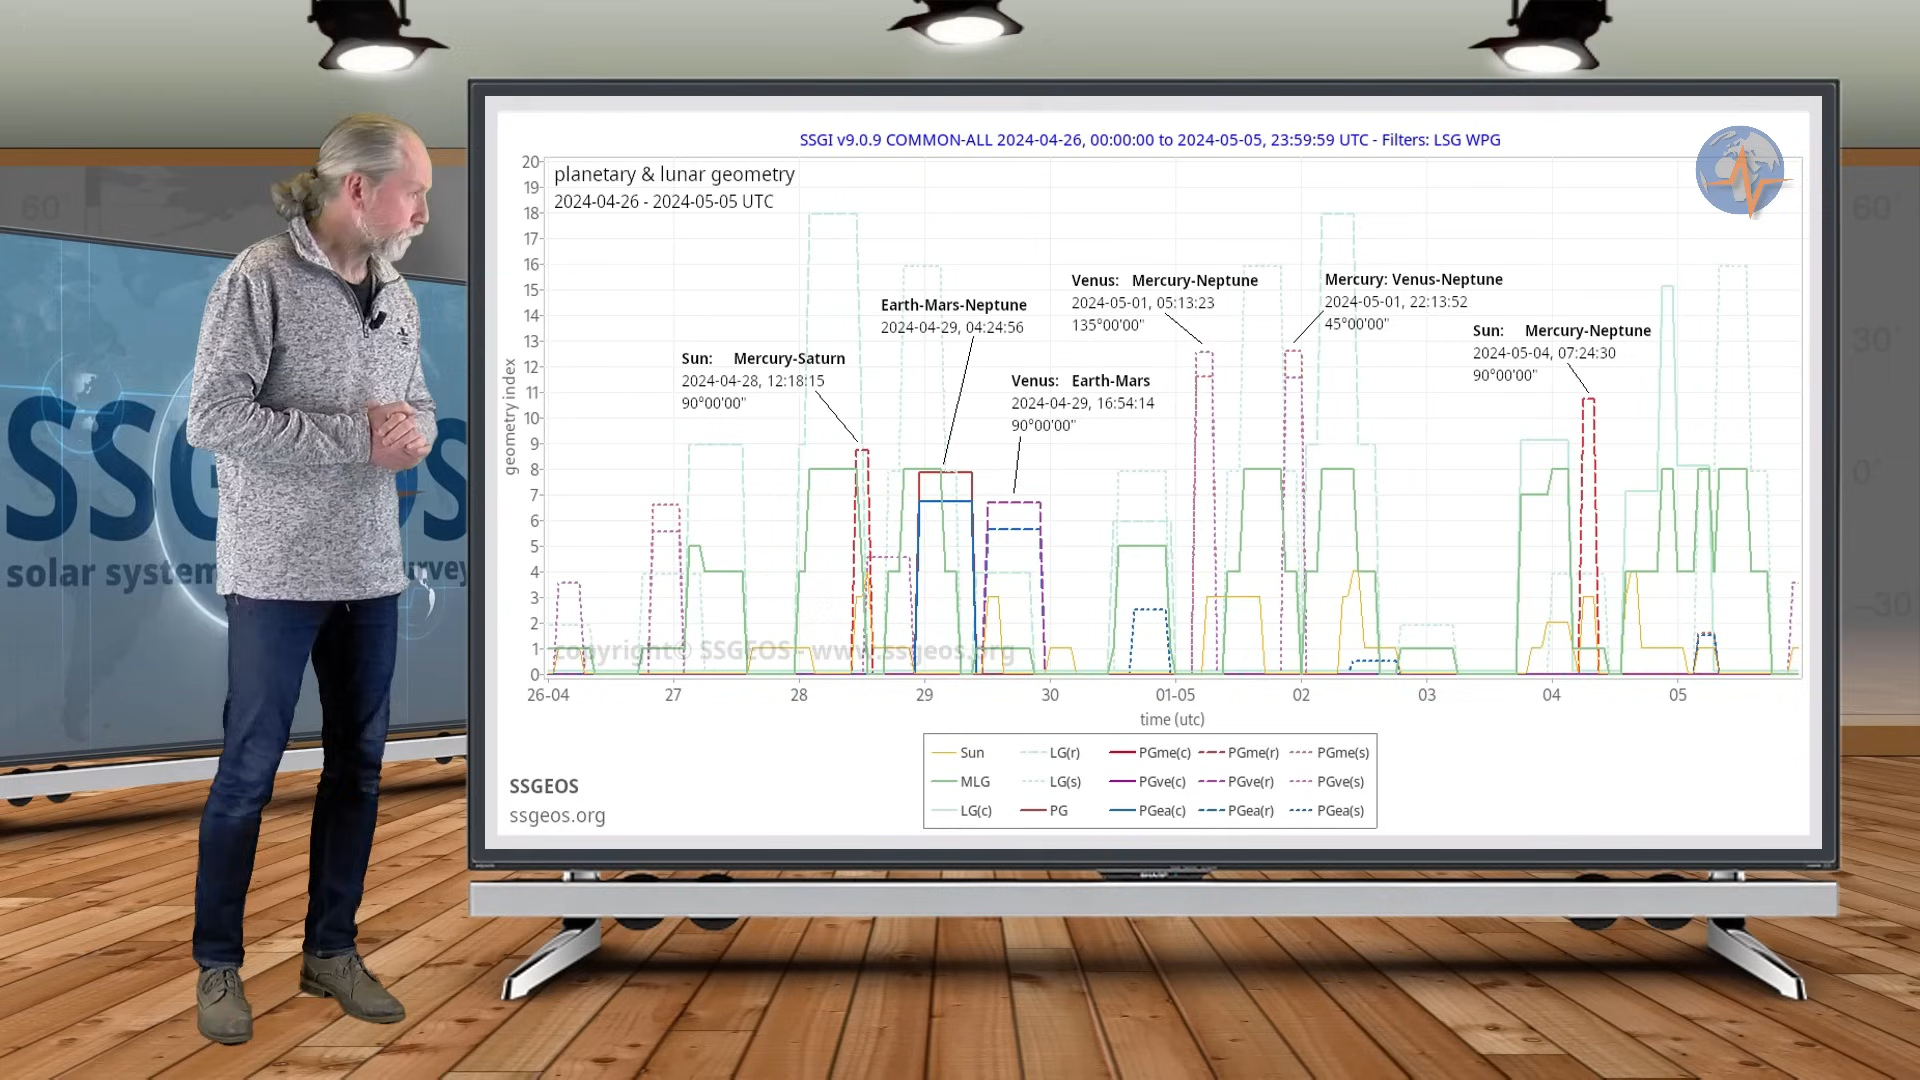 SSGI v9.0.9 COMMON-ALL 2024-04-26, 00:00:00 to 2024-05-05, 23:59:59 UTC - Filters: LSG WPG
planetary & lunar geometry
2024-04-26 - 2024-05-05 UTC
20
19
18
17
16
15
14
13
12
11
10
9
8
7
6
5
4
3
2
1
0
geometry index
Sun: Mercury-Saturn
2024-04-28, 12:18:15
90°00'00"
Earth-Mars-Neptune
2024-04-29, 04:24:56
Venus: Earth-Mars
2024-04-29, 16:54:14
90°00'00"
Venus: Mercury-Neptune
2024-05-01, 05:13:23
135°00'00"
Mercury: Venus-Neptune
2024-05-01, 22:13:52
45°00'00"
Sun: Mercury-Neptune
2024-05-04, 07:24:30
90°00'00"
copyright© SSGEOS - www.ssgeos.org
26-04 27 28 29 30 01-05 02 03 04 05
time (utc)
Sun LG(r) PGme(c) PGme(r) PGme(s)
MLG LG(s) PGve(c) PGve(r) PGve(s)
LG(c) PG PGea(c) PGea(r) PGea(s)
SSGEOS
ssgeos.org
SSGEOS
solar system urvey
60°
60°
30°
0°
-30°
SHARP